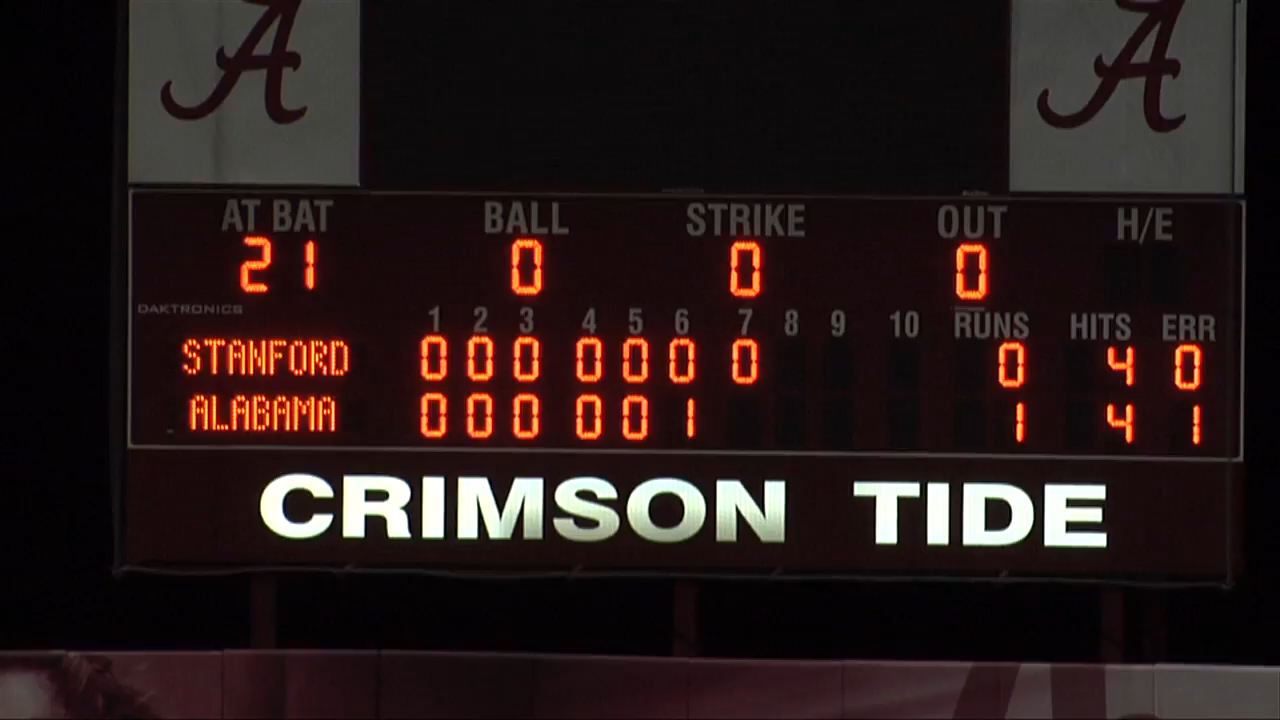 A A
AT BAT BALL STRIKE OUT H/E
21 0 0 0
DAKTRONICS
1 2 3 4 5 6 7 8 9 10 RUNS HITS ERR
STANFORD 0 0 0 0 0 0 0 0 4 0
ALABAMA 0 0 0 0 0 1 1 4 1
CRIMSON TIDE